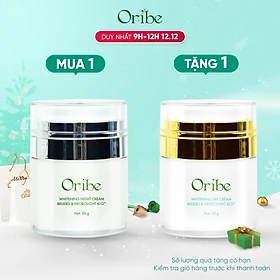 Oribe
DUY NHẤT 9H-12H 12.12
MUA 1
TẶNG 1
Oribe
WHITENING NIGHT CREAM
Net: 30 g
Oribe
WHITENING DAY CREAM
Net: 30 g
Merry
Số lượng quà tặng có hạn
Kiểm tra giỏ hàng trước khi thanh toán